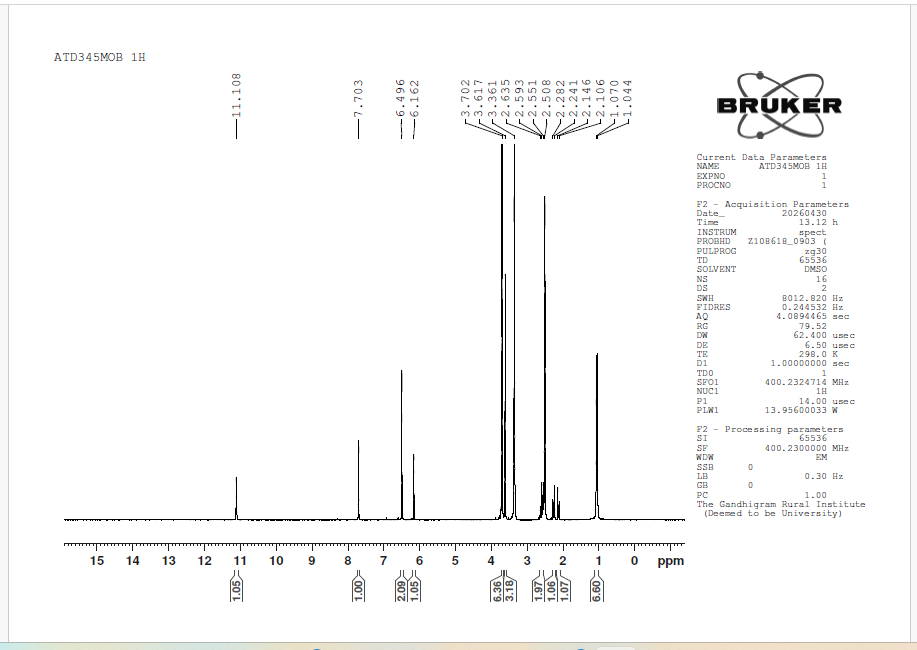 ATD345MOB 1H
11.108
7.703
6.496
6.162
3.702
3.617
3.361
2.635
2.593
2.551
2.508
2.282
2.241
2.146
2.106
1.070
1.044
BRUKER
Current Data Parameters
NAME ATD345MOB 1H
EXPNO 1
PROCNO 1
F2 - Acquisition Parameters
Date_ 20260430
Time 13.12 h
INSTRUM spect
PROBHD Z108618_0903 (
PULPROG zg30
TD 65536
SOLVENT DMSO
NS 16
DS 2
SWH 8012.820 Hz
FIDRES 0.244532 Hz
AQ 4.0894465 sec
RG 79.52
DW 62.400 usec
DE 6.50 usec
TE 298.0 K
D1 1.00000000 sec
TD0 1
SFO1 400.2324714 MHz
NUC1 1H
P1 14.00 usec
PLW1 13.95600033 W
F2 - Processing parameters
SI 65536
SF 400.2300000 MHz
WDW EM
SSB 0
LB 0.30 Hz
GB 0
PC 1.00
The Gandhigram Rural Institute
(Deemed to be University)
15 14 13 12 11 10 9 8 7 6 5 4 3 2 1 0 ppm
1.05
1.00
2.09
1.05
6.36
3.18
1.97
1.06
1.07
6.60